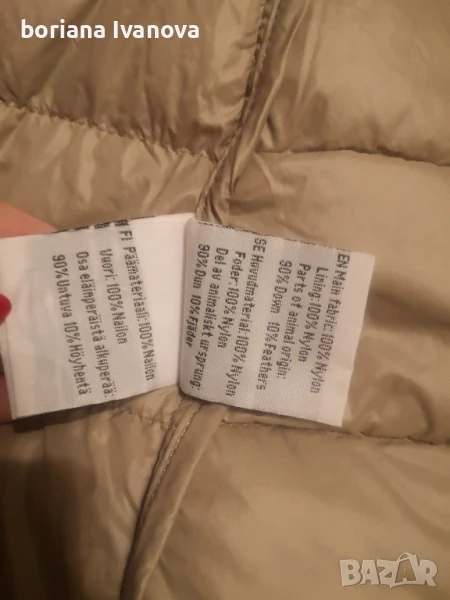 boriana Ivanova
FI Päämateriaali:100% Nailon
Vuori:100% Nailon
Osa eläinperäistä alkuperää:
90% Untuva 10% Höyhentä
EN Main fabric:100% Nylon
Lining:100% Nylon
Parts of animal origin:
90% Down 10% Feathers
SE Huvudmaterial:100% Nylon
Foder:100% Nylon
Del av animaliskt ursprung:
90% Dun 10% Fjäder
BAZAR